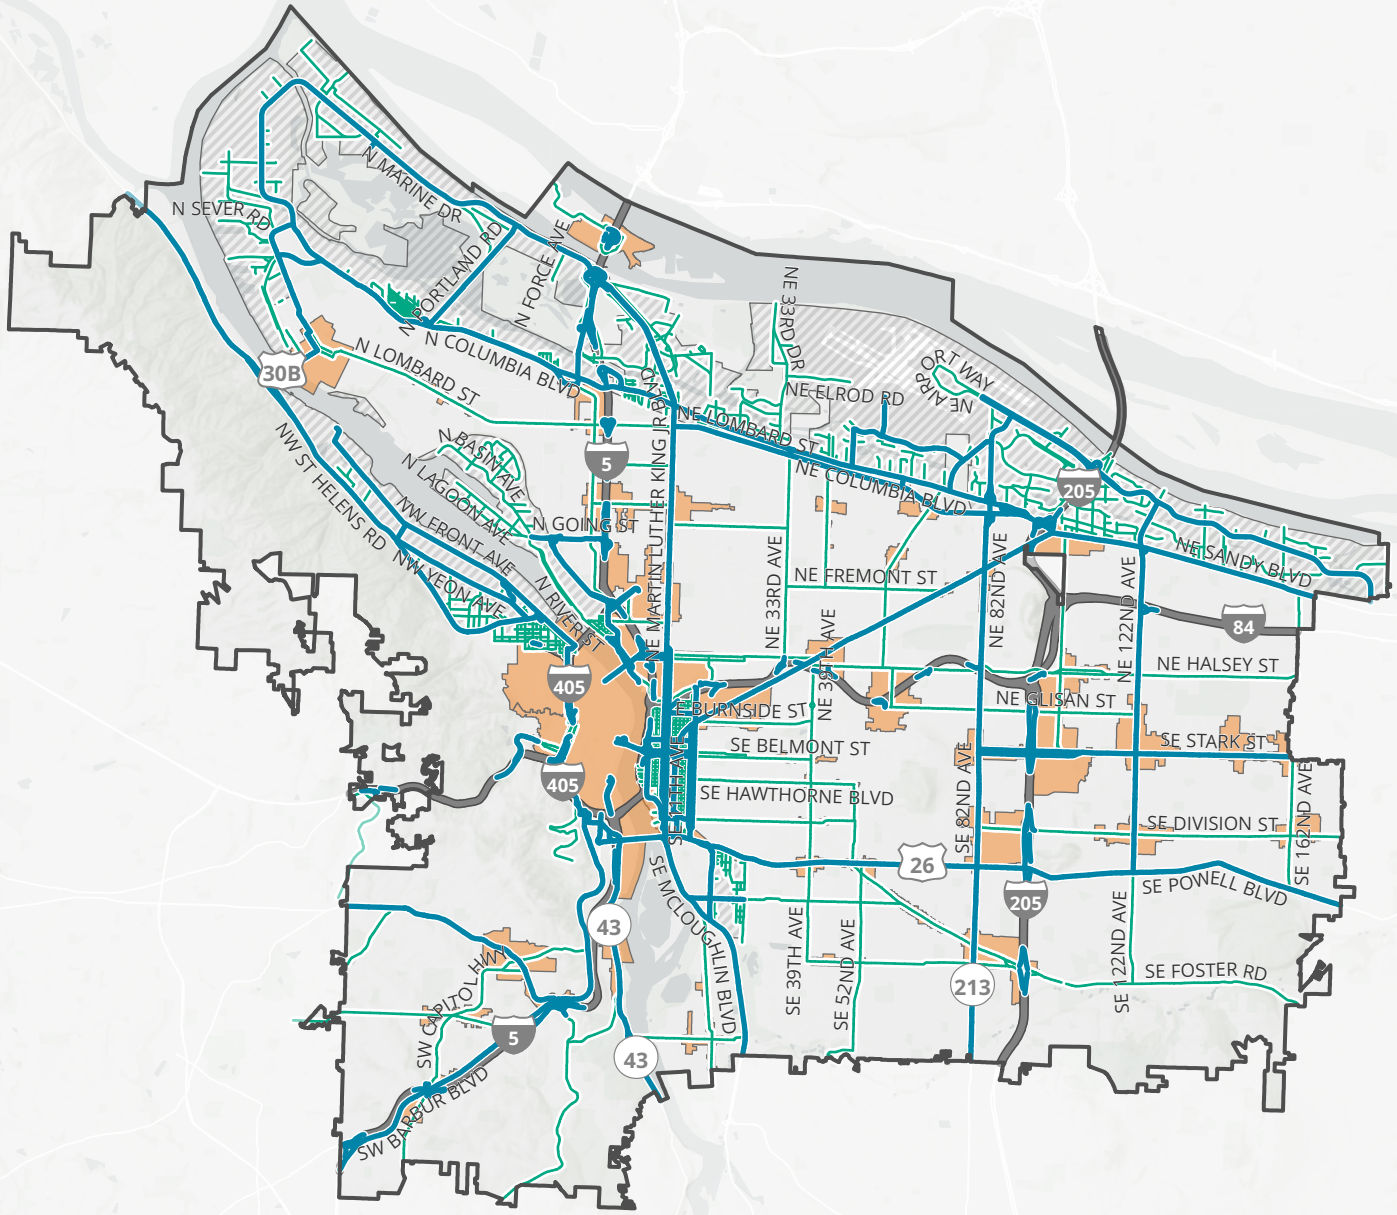 N MARINE DR
N SEVER RD
N PORTLAND RD
N FORCE AVE
NE 33RD DR
N COLUMBIA BLVD
N LOMBARD ST
30B
NE AIRPORT WAY
NE ELROD RD
NE LOMBARD ST
NE COLUMBIA BLVD
N BASIN AVE
N LAGOON AVE
5
205
NW ST HELENS RD
NW FRONT AVE
N GOING ST
NW YEON AVE
N RIVER ST
NE MARTIN LUTHER KING JR BLVD
NE 33RD AVE
NE FREMONT ST
NE 82ND AVE
NE SANDY BLVD
NE 122ND AVE
84
NE 39TH AVE
NE HALSEY ST
405
NE GLISAN ST
E BURNSIDE ST
SE BELMONT ST
SE STARK ST
405
SE 11TH AVE
SE HAWTHORNE BLVD
SE 82ND AVE
SE DIVISION ST
SE 162ND AVE
26
SE POWELL BLVD
205
SE MCLOUGHLIN BLVD
43
SE 39TH AVE
SE 52ND AVE
SE 122ND AVE
SW CAPITOL HWY
SE FOSTER RD
213
5
43
SW BARBUR BLVD